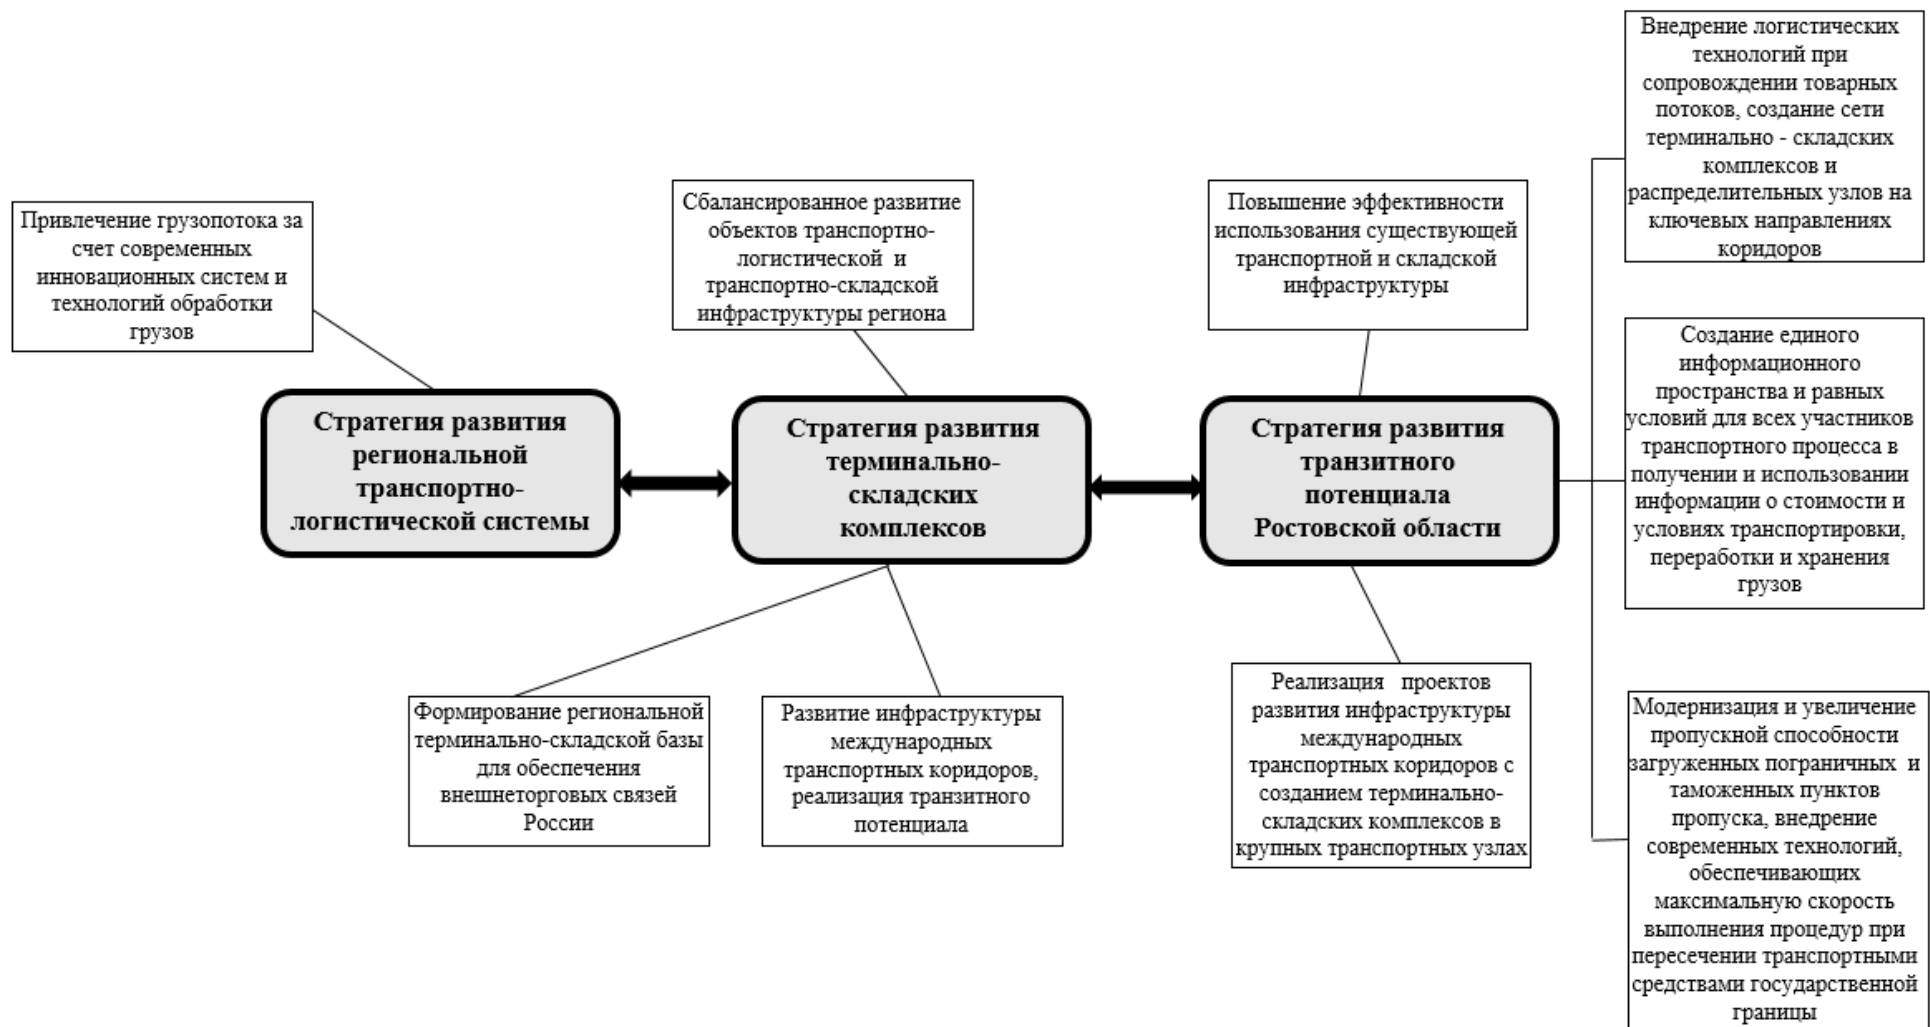 Привлечение грузопотока за
счет современных
инновационных систем и
технологий обработки
грузов
Сбалансированное развитие
объектов транспортно-
логистической и
транспортно-складской
инфраструктуры региона
Повышение эффективности
использования существующей
транспортной и складской
инфраструктуры
Внедрение логистических
технологий при
сопровождении товарных
потоков, создание сети
терминально - складских
комплексов и
распределительных узлов на
ключевых направлениях
коридоров
Стратегия развития
региональной
транспортно-
логистической системы
Стратегия развития
терминально-
складских
комплексов
Стратегия развития
транзитного
потенциала
Ростовской области
Создание единого
информационного
пространства и равных
условий для всех участников
транспортного процесса в
получении и использовании
информации о стоимости и
условиях транспортировки,
переработки и хранения
грузов
Формирование региональной
терминально-складской базы
для обеспечения
внешнеторговых связей
России
Развитие инфраструктуры
международных
транспортных коридоров,
реализация транзитного
потенциала
Реализация проектов
развития инфраструктуры
международных
транспортных коридоров с
созданием терминально-
складских комплексов в
крупных транспортных узлах
Модернизация и увеличение
пропускной способности
загруженных пограничных и
таможенных пунктов
пропуска, внедрение
современных технологий,
обеспечивающих
максимальную скорость
выполнения процедур при
пересечении транспортными
средствами государственной
границы